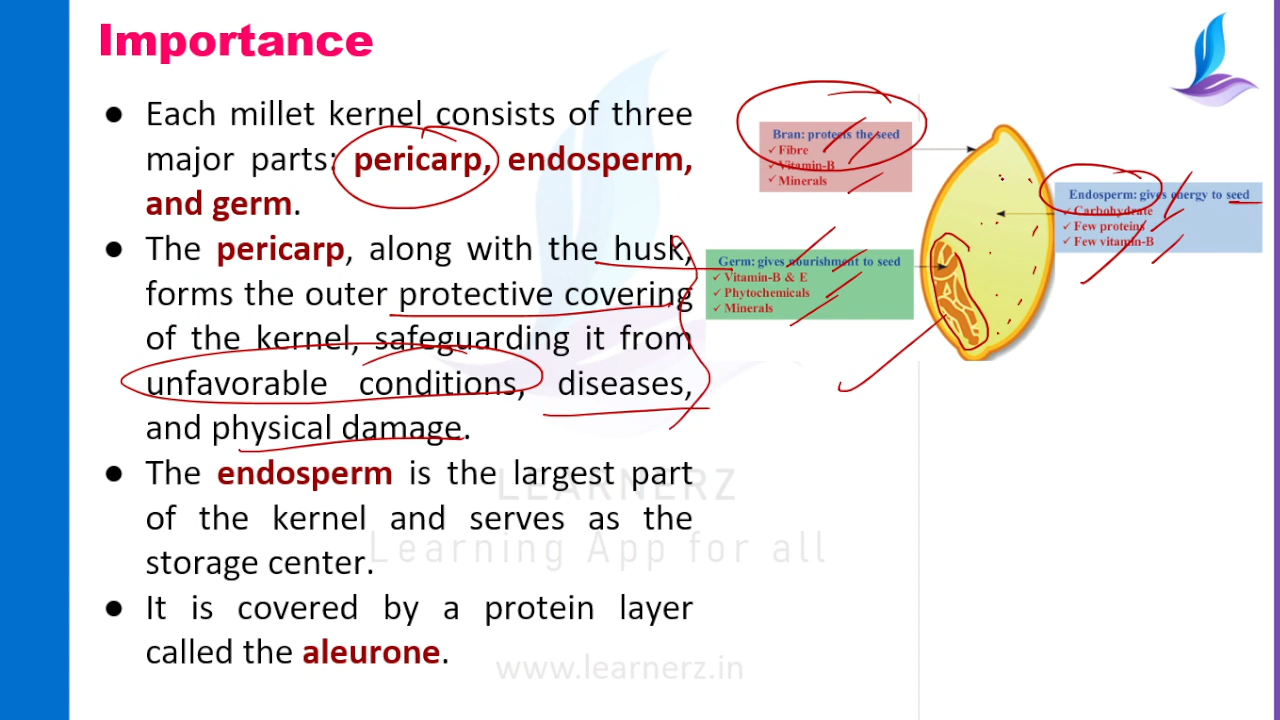 Importance
● Each millet kernel consists of three
major parts: pericarp, endosperm,
and germ.
● The pericarp, along with the husk,
forms the outer protective covering
of the kernel, safeguarding it from
unfavorable conditions, diseases,
and physical damage.
● The endosperm is the largest part
of the kernel and serves as the
storage center.
● It is covered by a protein layer
called the aleurone.
Bran: protects the seed
✓ Fibre
✓ Vitamin-B
✓ Minerals
Endosperm: gives energy to seed
✓ Carbohydrate
✓ Few proteins
✓ Few vitamin-B
Germ: gives nourishment to seed
✓ Vitamin-B & E
✓ Phytochemicals
✓ Minerals
LEARNERZ
Learning App for all
www.learnerz.in